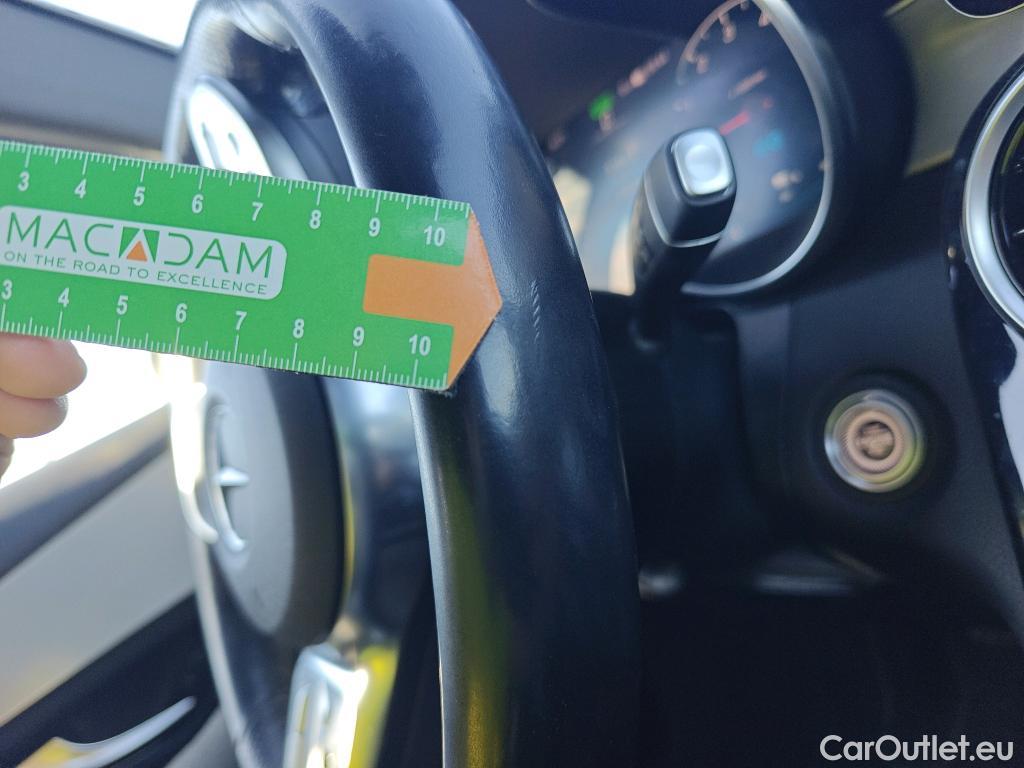 3 4 5 6 7 8 9 10
MACADAM
ON THE ROAD TO EXCELLENCE
3 4 5 6 7 8 9 10
CarOutlet.eu